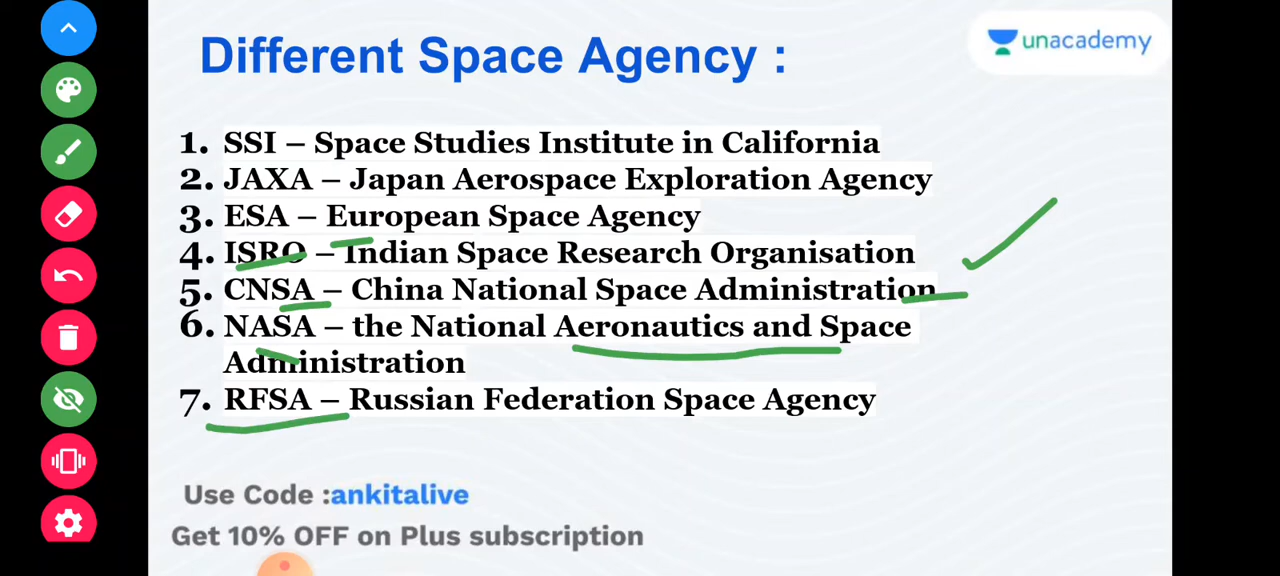 Different Space Agency :
unacademy
1. SSI – Space Studies Institute in California
2. JAXA – Japan Aerospace Exploration Agency
3. ESA – European Space Agency
4. ISRO – Indian Space Research Organisation
5. CNSA – China National Space Administration
6. NASA – the National Aeronautics and Space
Administration
7. RFSA – Russian Federation Space Agency
Use Code :ankitalive
Get 10% OFF on Plus subscription